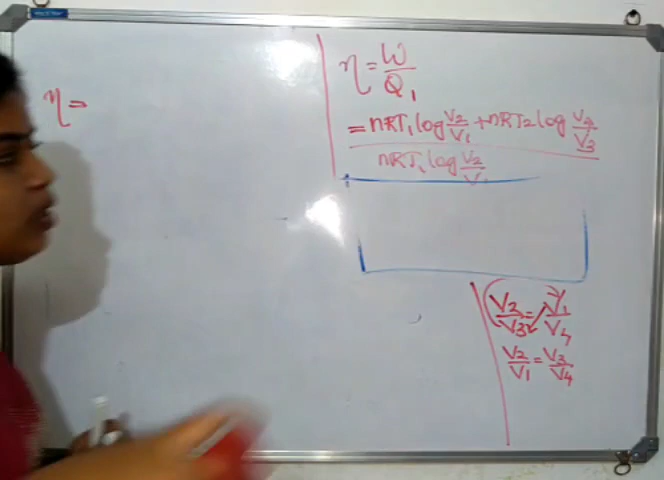 η =
η = W/Q₁
= nRT₁ log V₂/V₁ + nRT₂ log V₄/V₃
nRT₁ log V₂/V₁
V₂/V₃ = V₁/V₄
V₂/V₁ = V₃/V₄